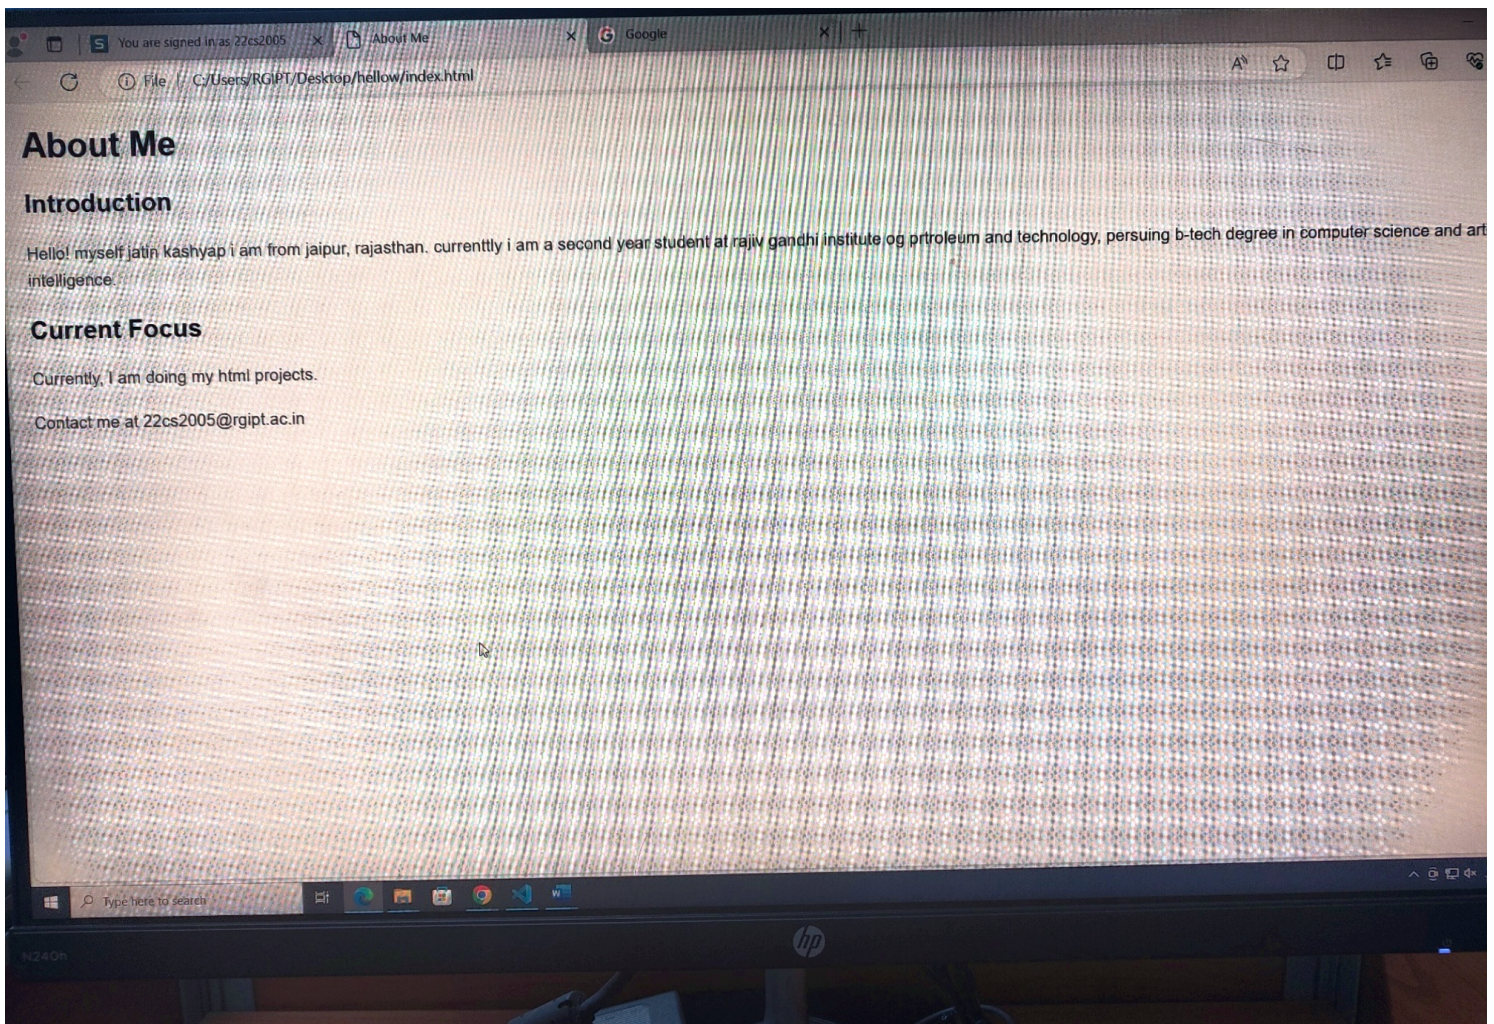 You are signed in as 22cs2005
About Me
Google
File
C:/Users/RGIPT/Desktop/hellow/index.html
About Me
Introduction
Hello! myself jatin kashyap i am from jaipur, rajasthan. currenttly i am a second year student at rajiv gandhi institute og prtroleum and technology, persuing b-tech degree in computer science and art
intelligence.
Current Focus
Currently, I am doing my html projects.
Contact me at 22cs2005@rgipt.ac.in
Type here to search
hp
N240h